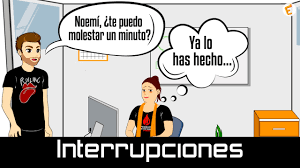 Noemí, ¿te puedo
molestar un minuto?
Ya lo
has hecho...
Interrupciones